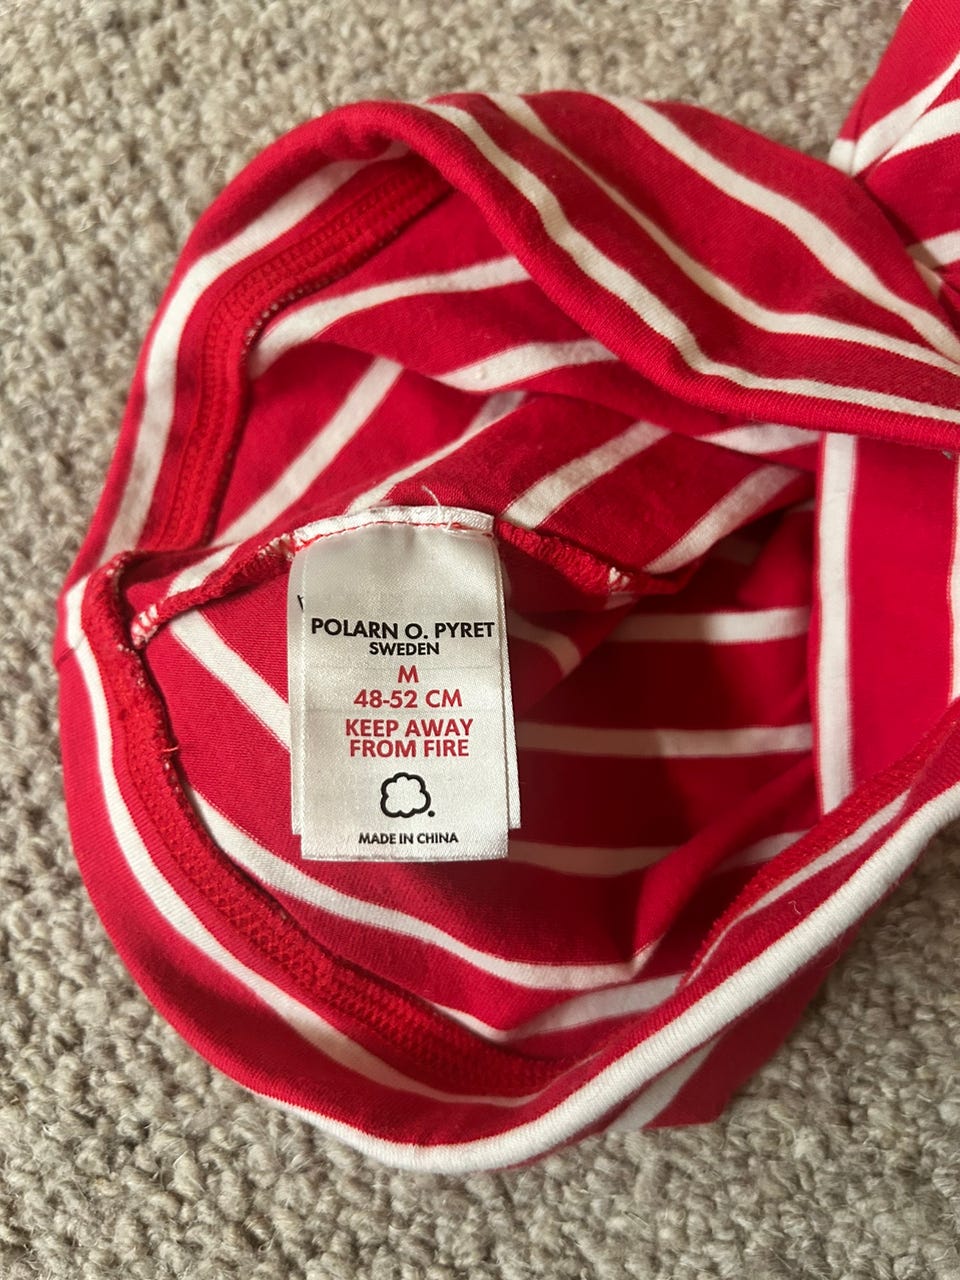 POLARN O. PYRET
SWEDEN
M
48-52 CM
KEEP AWAY
FROM FIRE
MADE IN CHINA